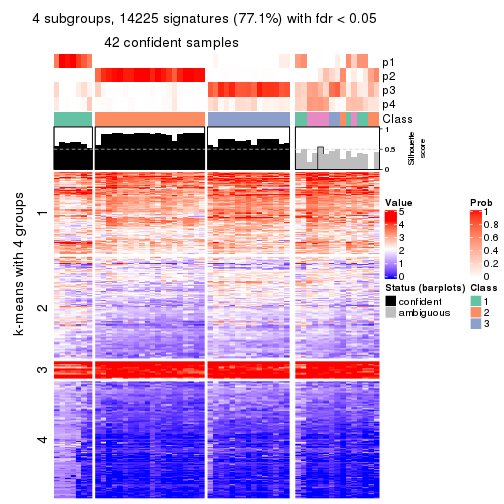 4 subgroups, 14225 signatures (77.1%) with fdr < 0.05
42 confident samples
p1
p2
p3
p4
Class
1
0.5
0
Silhouette
score
k-means with 4 groups
1
2
3
4
Value
5
4
3
2
1
0
Prob
1
0.8
0.6
0.4
0.2
0
Status (barplots)
confident
ambiguous
Class
1
2
3